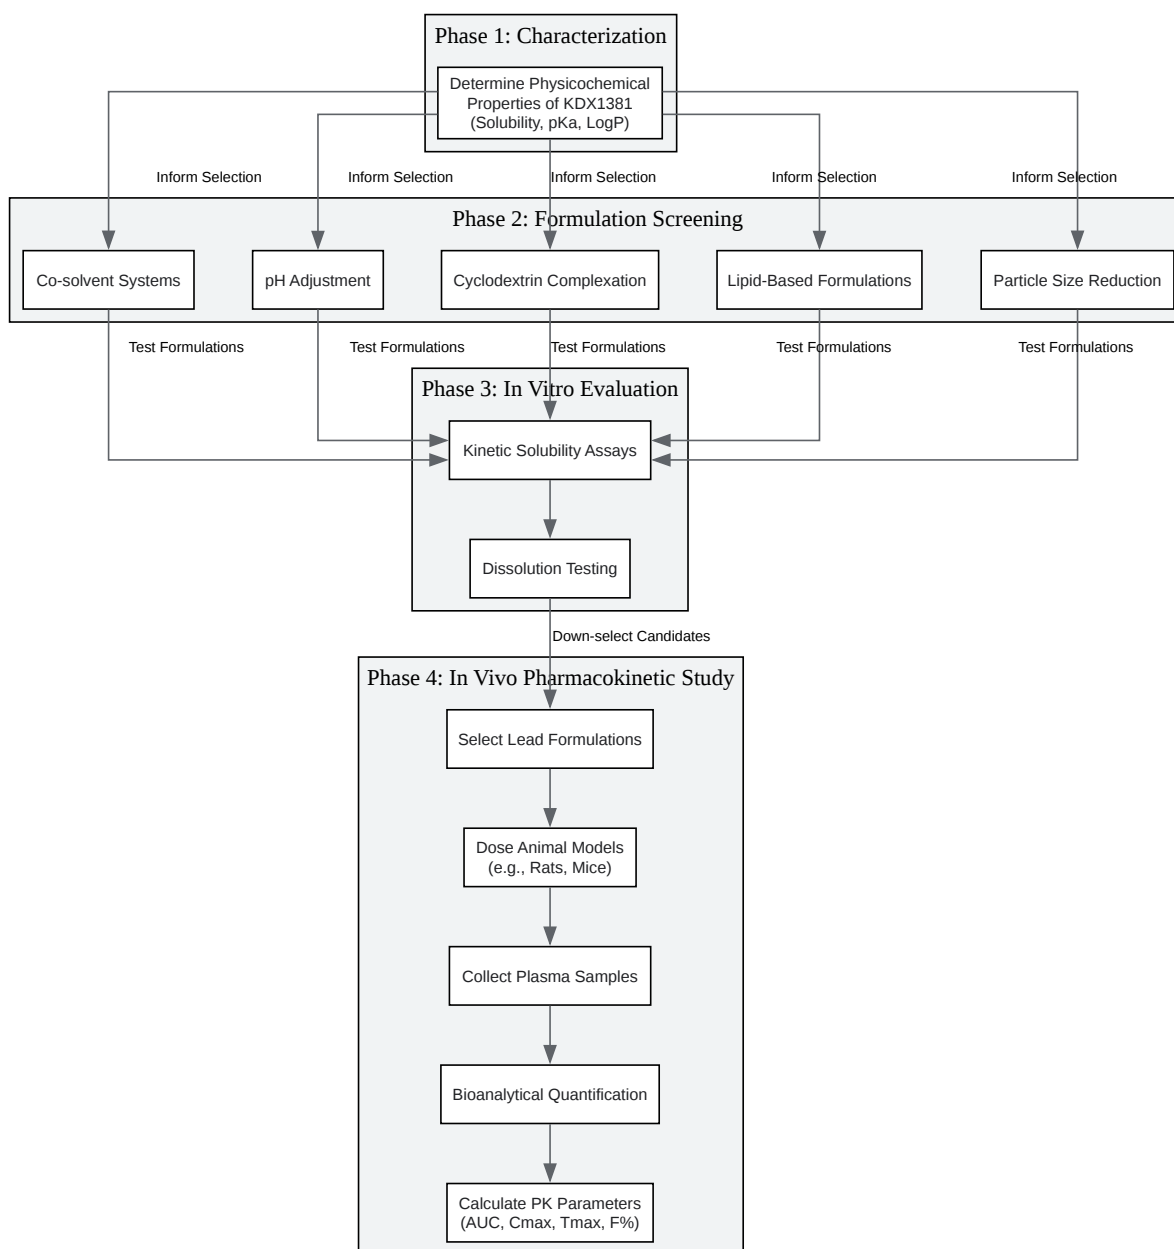 Phase 1: Characterization
Determine Physicochemical
Properties of KDX1381
(Solubility, pKa, LogP)
Inform Selection
Inform Selection
Inform Selection
Inform Selection
Inform Selection
Phase 2: Formulation Screening
Co-solvent Systems
pH Adjustment
Cyclodextrin Complexation
Lipid-Based Formulations
Particle Size Reduction
Test Formulations
Test Formulations
Test Formulations
Test Formulations
Test Formulations
Phase 3: In Vitro Evaluation
Kinetic Solubility Assays
Dissolution Testing
Down-select Candidates
Phase 4: In Vivo Pharmacokinetic Study
Select Lead Formulations
Dose Animal Models
(e.g., Rats, Mice)
Collect Plasma Samples
Bioanalytical Quantification
Calculate PK Parameters
(AUC, Cmax, Tmax, F%)